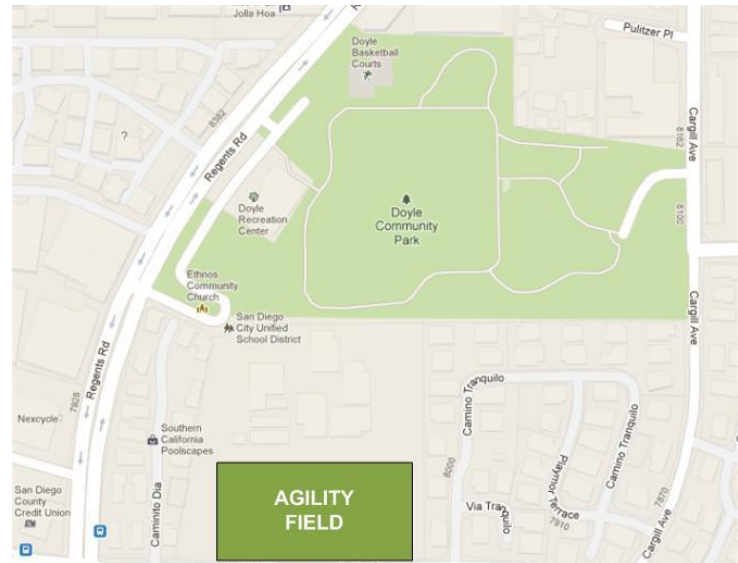 Jolla Hoa
Pulitzer Pl
Doyle
Basketball
Courts
8382
Regents Rd
Cargill Ave
8162
?
Doyle
Recreation
Center
Doyle
Community
Park
8100
Ethnos
Community
Church
San Diego
City Unified
School District
Cargill Ave
Regents Rd
7928
Nexcycle
Southern
California
Poolscapes
Camino Tranquilo
Camino Tranquilo
Playmor Terrace
8000
San Diego
County
Credit Union
Caminito Dia
AGILITY
FIELD
Via Tranquilo
7910
7870
Cargill Ave